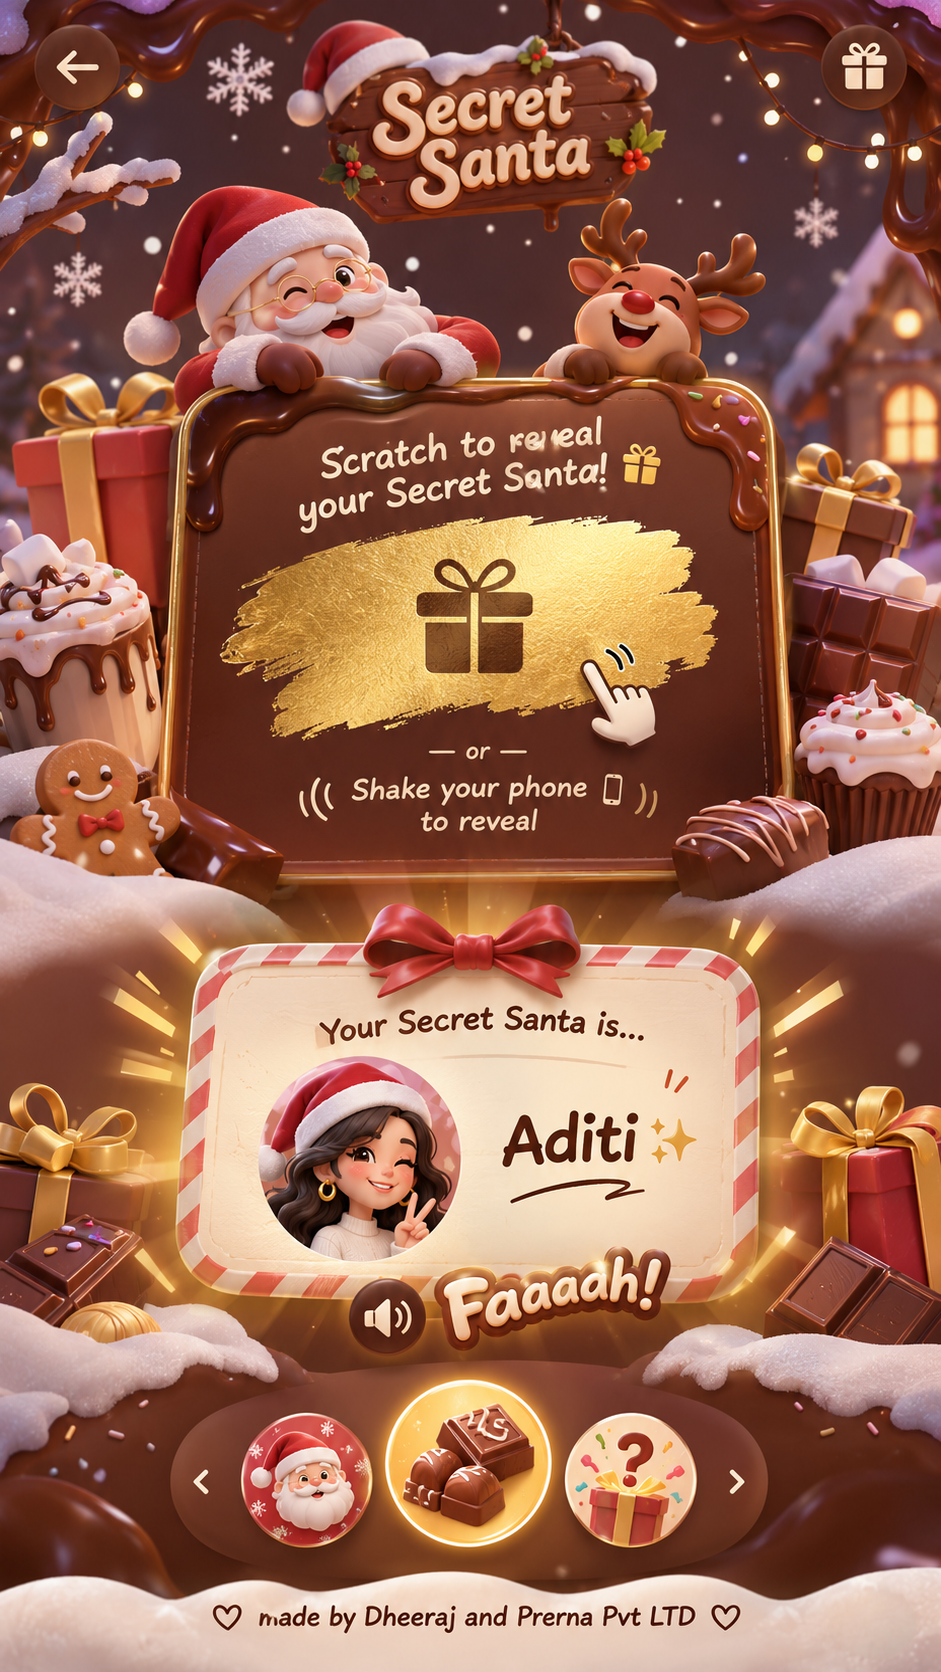 Secret
Santa
Scratch to reveal
your Secret Santa!
or
Shake your phone
to reveal
Your Secret Santa is...
Aditi
Faaaah!
?
made by Dheeraj and Prerna Pvt LTD